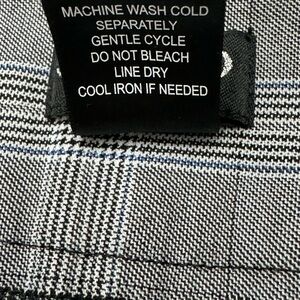 MACHINE WASH COLD
SEPARATELY
GENTLE CYCLE
DO NOT BLEACH
LINE DRY
COOL IRON IF NEEDED